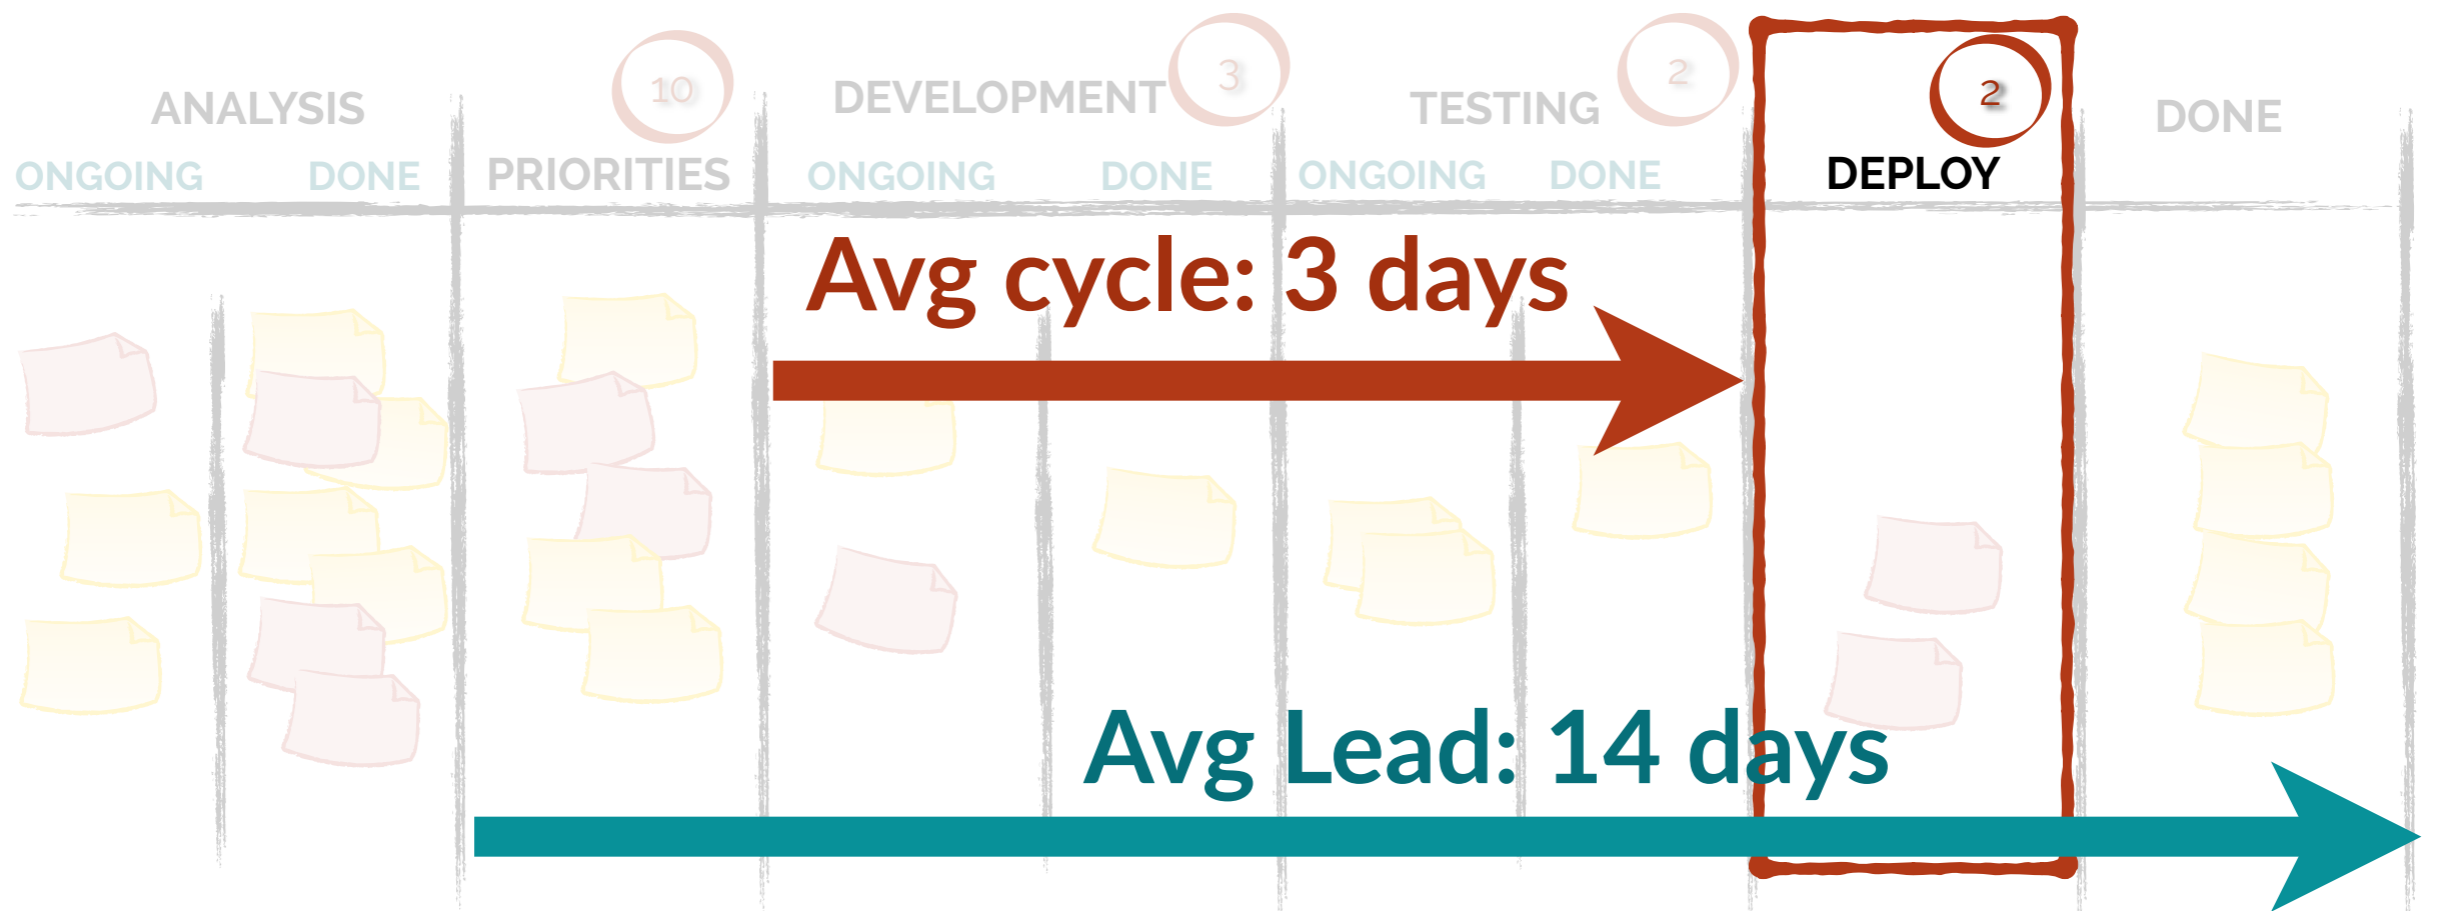 ANALYSIS
ONGOING
DONE
10
PRIORITIES
DEVELOPMENT
3
ONGOING
DONE
TESTING
2
ONGOING
DONE
2
DEPLOY
DONE
Avg cycle: 3 days
Avg Lead: 14 days